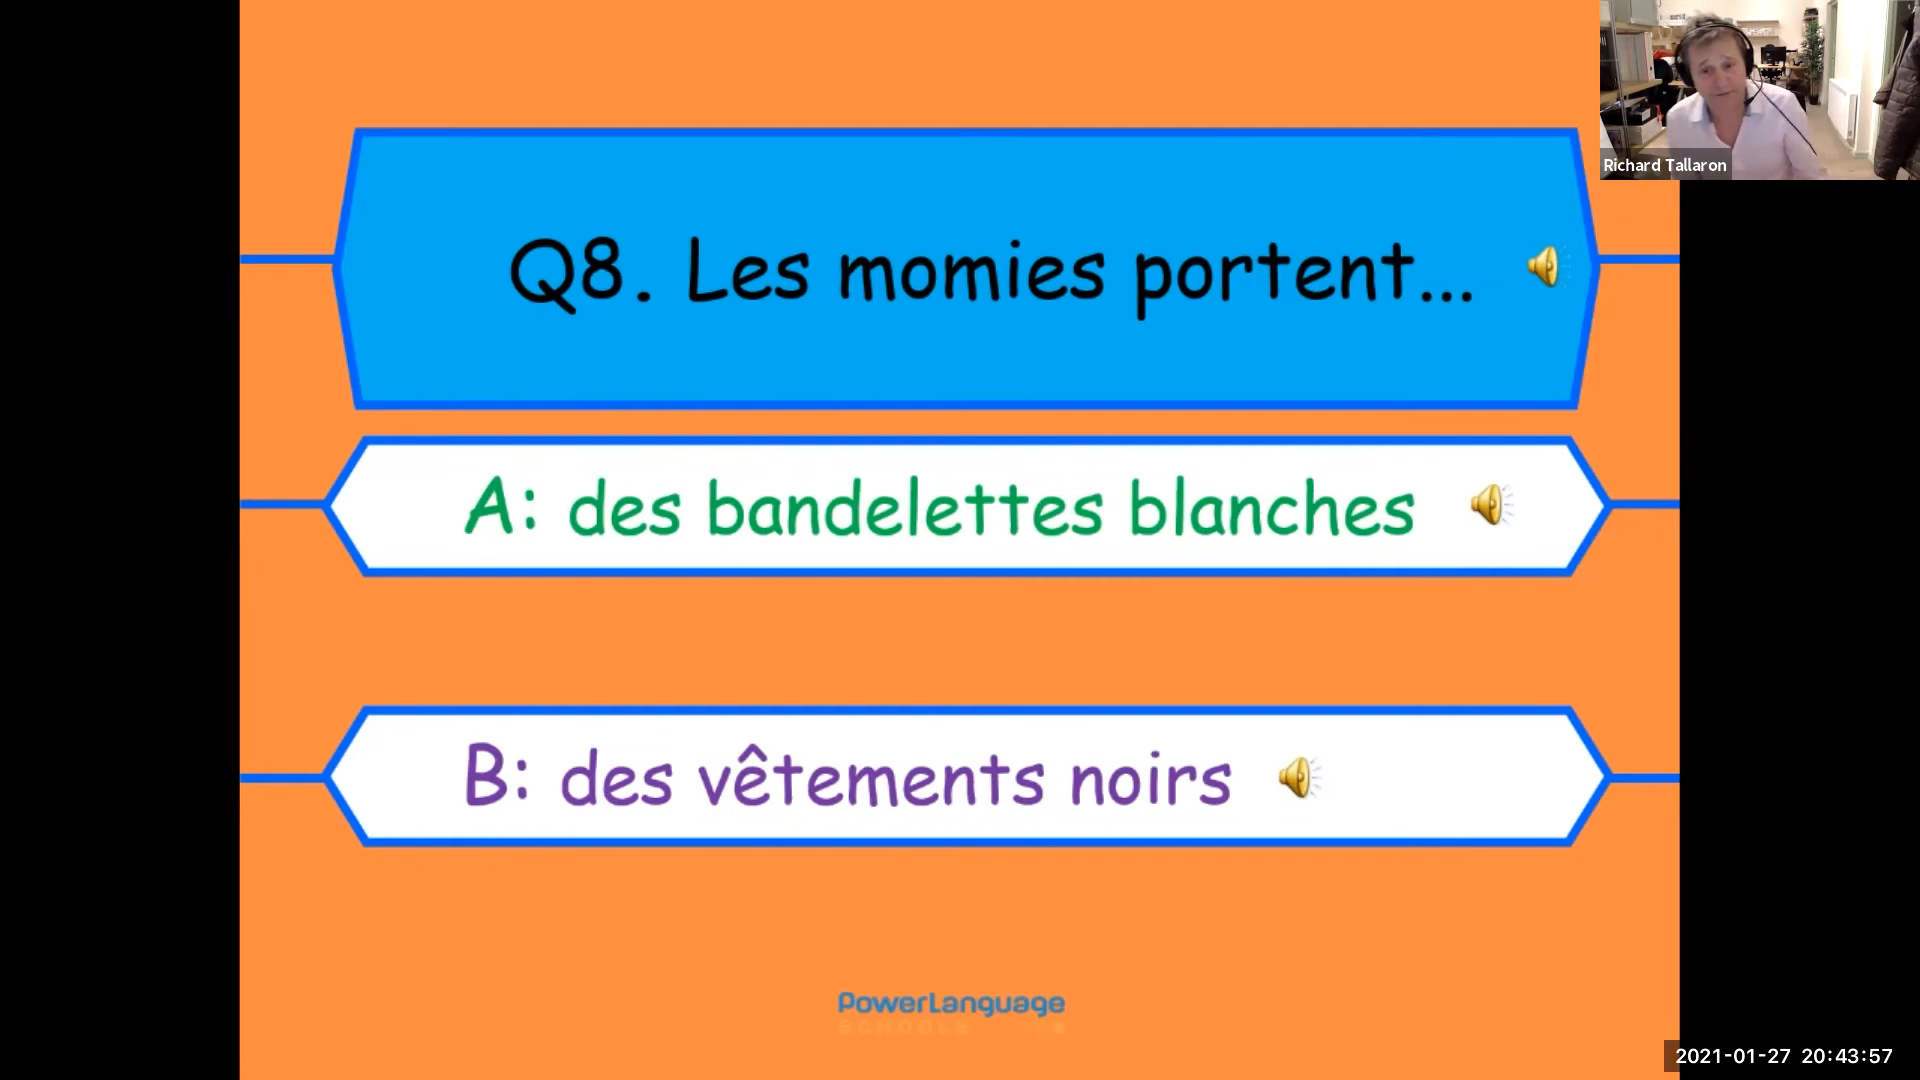 Richard Tallaron
Q8. Les momies portent...
A: des bandelettes blanches
B: des vêtements noirs
PowerLanguage
SCHOOLS
2021-01-27 20:43:57